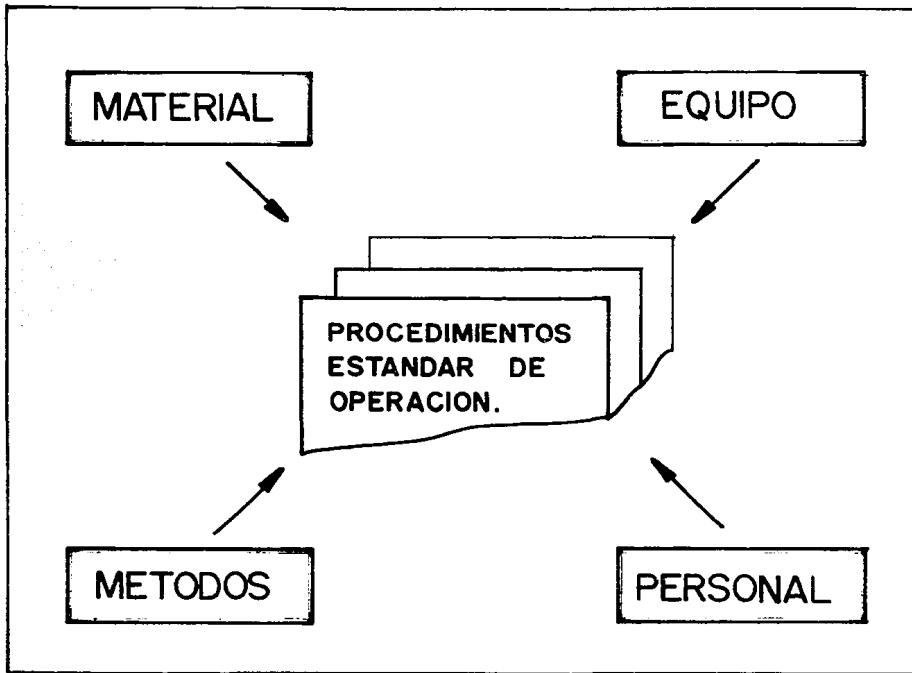 MATERIAL
EQUIPO
PROCEDIMIENTOS
ESTANDAR DE
OPERACION.
METODOS
PERSONAL